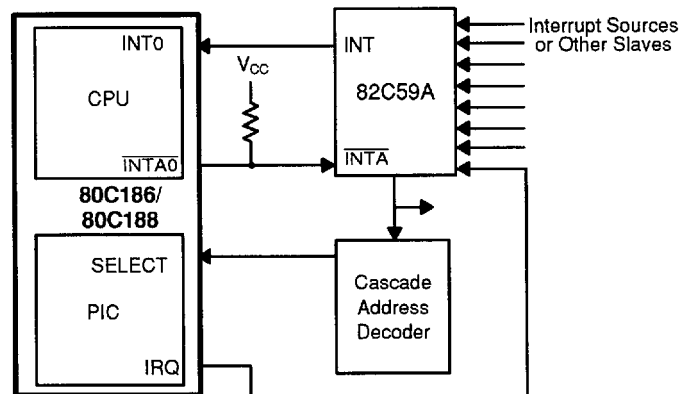 INT0
CPU
INTA0
80C186/
80C188
SELECT
PIC
IRQ
VCC
INT
82C59A
INTA
Interrupt Sources
or Other Slaves
Cascade
Address
Decoder